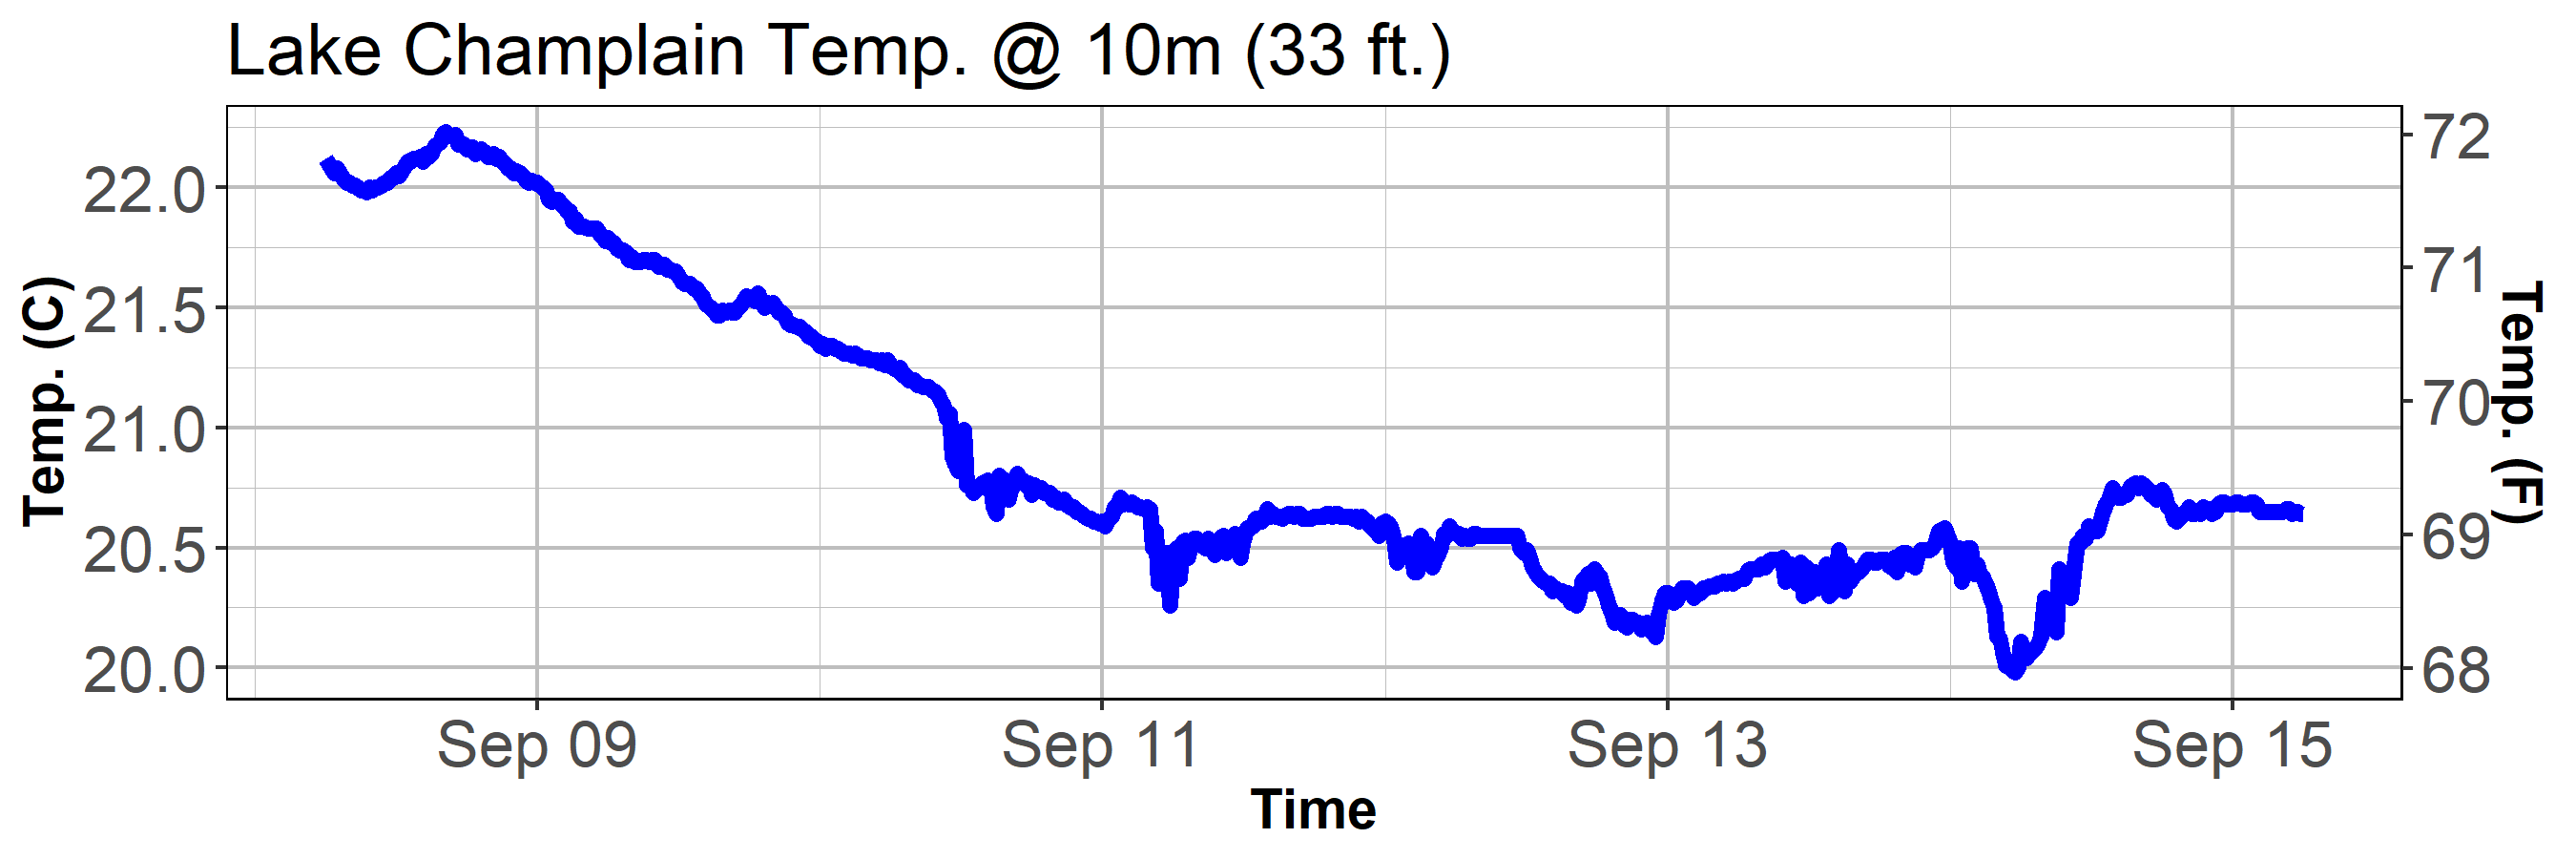 Lake Champlain Temp. @ 10m (33 ft.)
Temp. (C)
22.0
21.5
21.0
20.5
20.0
72
71
70
69
68
Temp. (F)
Sep 09 Sep 11 Sep 13 Sep 15
Time